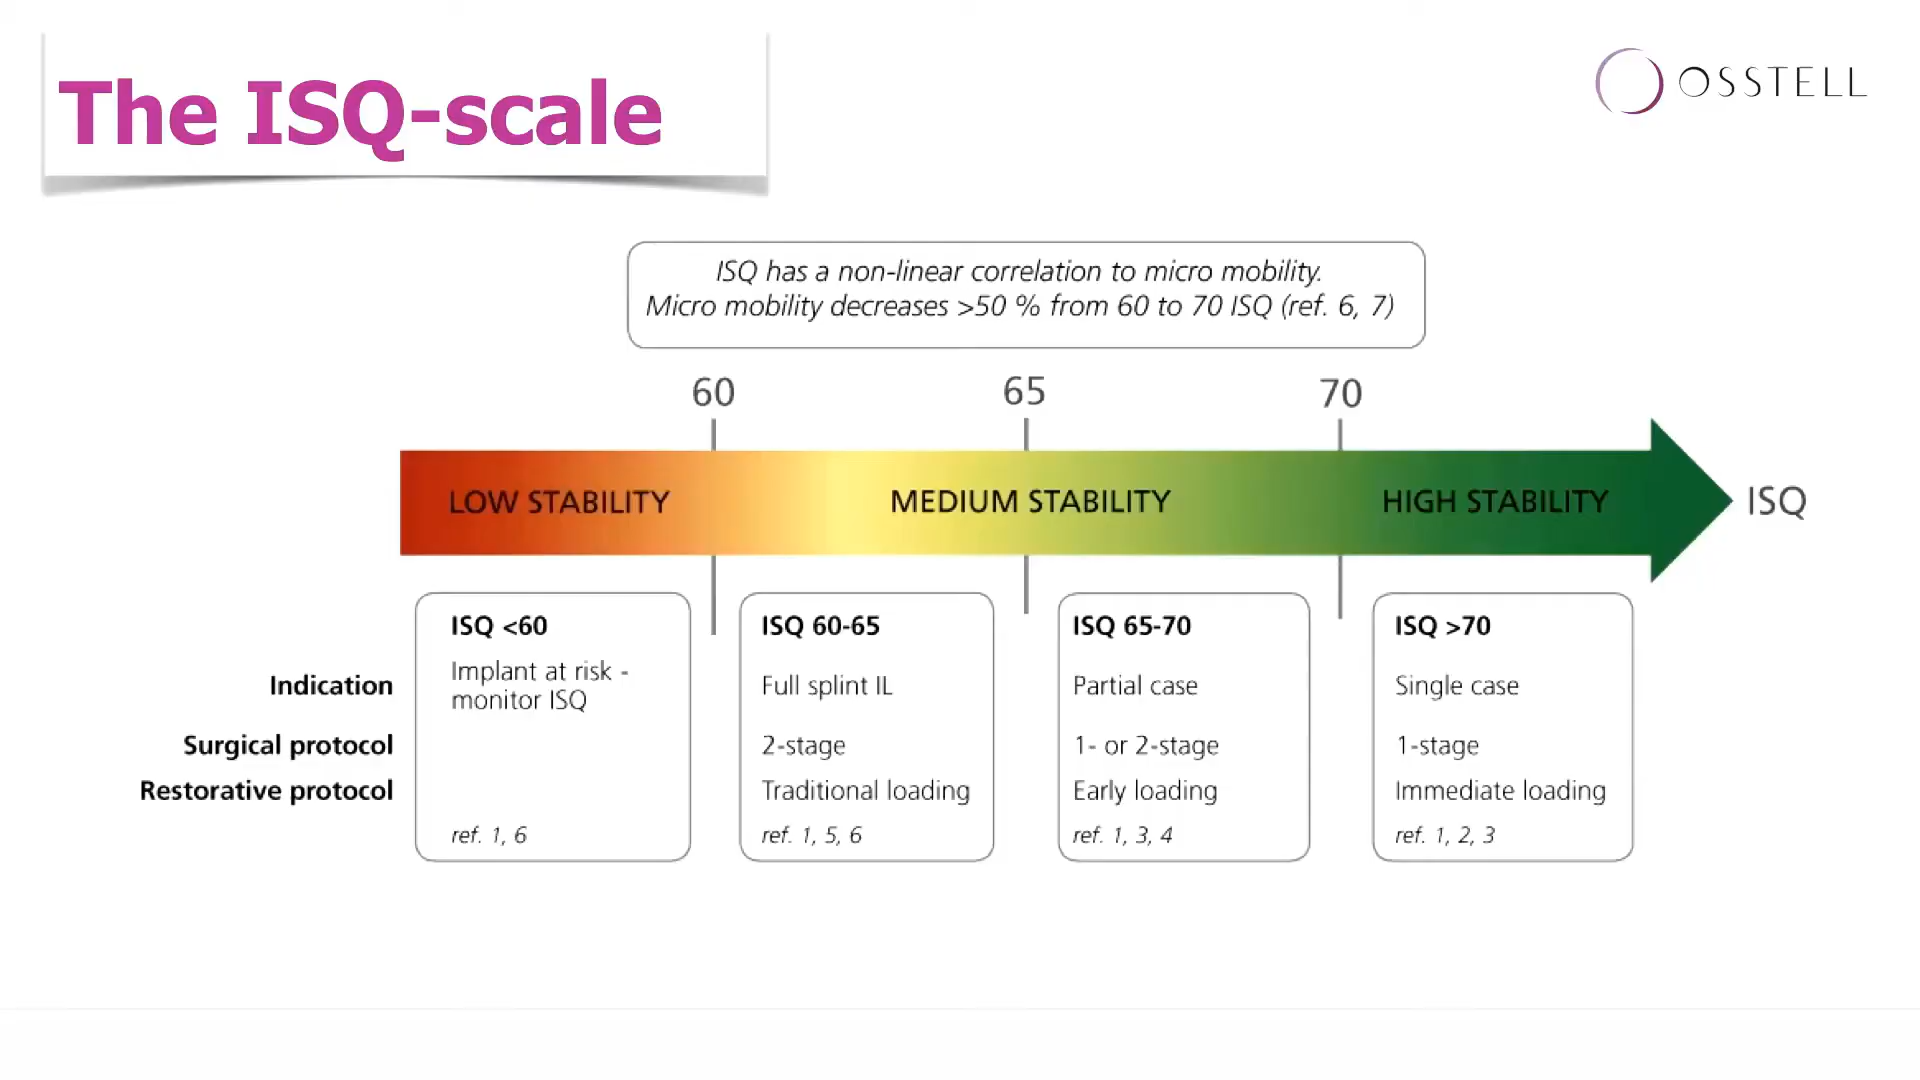 The ISQ-scale
OSSTELL
ISQ has a non-linear correlation to micro mobility.
Micro mobility decreases >50 % from 60 to 70 ISQ (ref. 6, 7)
60
65
70
LOW STABILITY
MEDIUM STABILITY
HIGH STABILITY
ISQ
ISQ <60
ISQ 60-65
ISQ 65-70
ISQ >70
Indication
Implant at risk -
monitor ISQ
Full splint IL
Partial case
Single case
Surgical protocol
2-stage
1- or 2-stage
1-stage
Restorative protocol
Traditional loading
Early loading
Immediate loading
ref. 1, 6
ref. 1, 5, 6
ref. 1, 3, 4
ref. 1, 2, 3